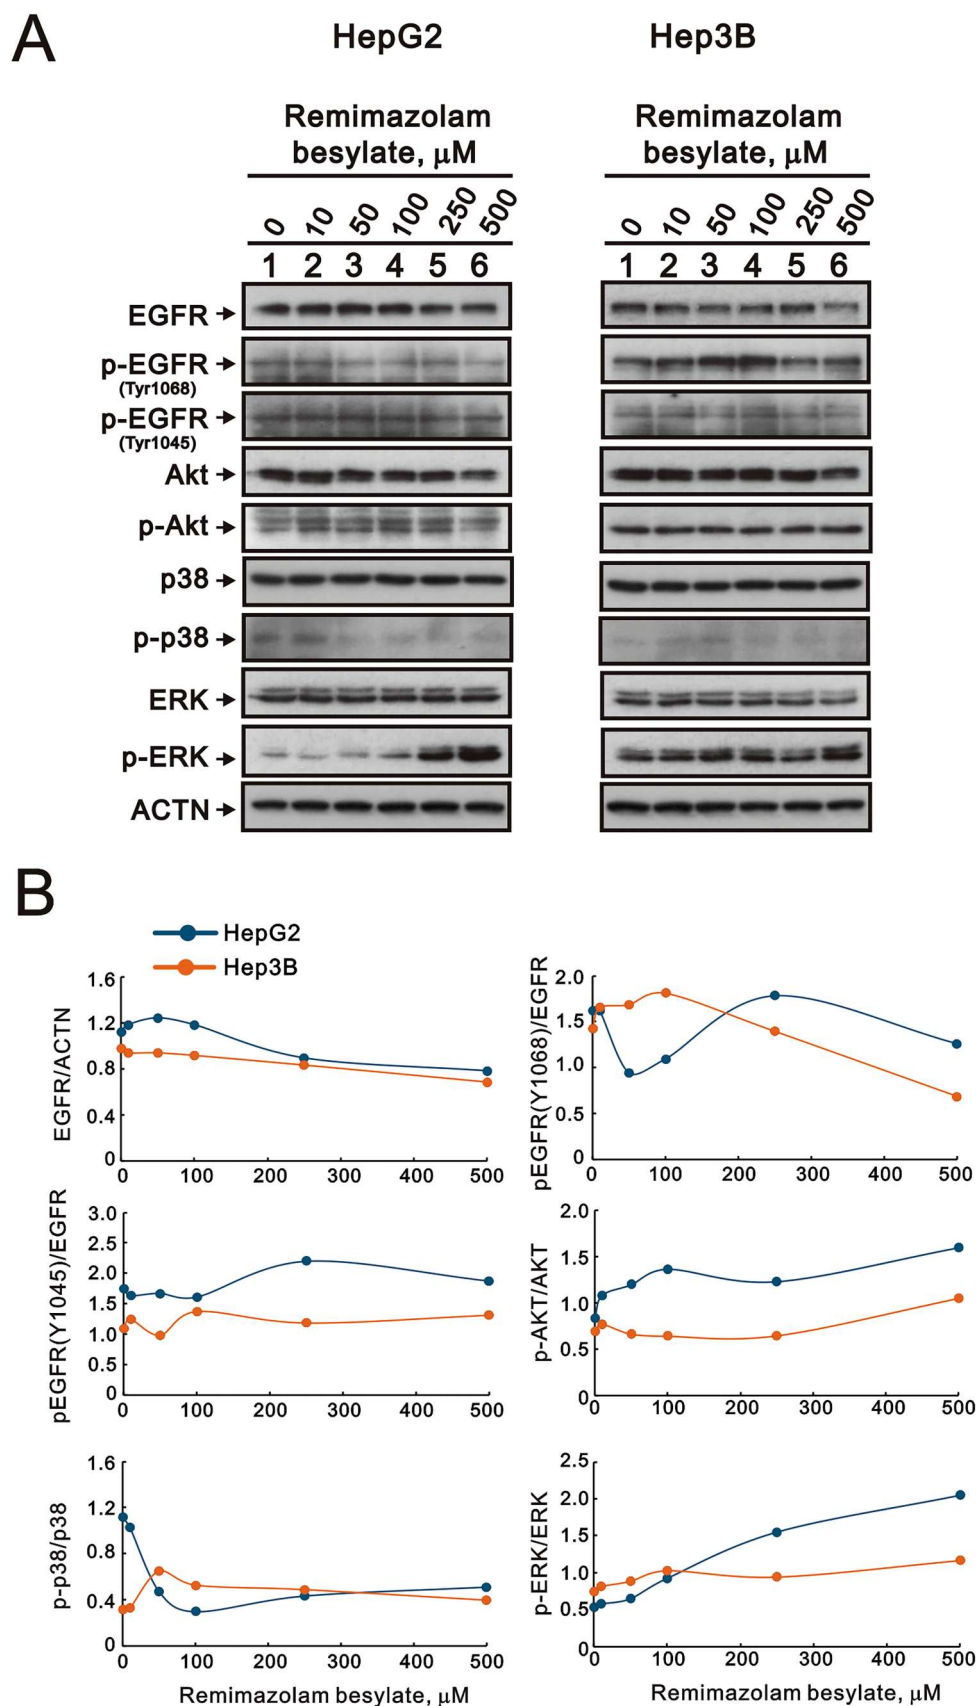 A
HepG2 Hep3B
Remimazolam Remimazolam
besylate, μM besylate, μM
0 10 50 100 250 500 0 10 50 100 250 500
1 2 3 4 5 6 1 2 3 4 5 6
EGFR
p-EGFR
(Tyr1068)
p-EGFR
(Tyr1045)
Akt
p-Akt
p38
p-p38
ERK
p-ERK
ACTN
B
HepG2
Hep3B
EGFR/ACTN
1.6
1.2
0.8
0.4
0
0 100 200 300 400 500
pEGFR(Y1068)/EGFR
2.0
1.5
1.0
0.5
0
0 100 200 300 400 500
pEGFR(Y1045)/EGFR
3.0
2.5
2.0
1.5
1.0
0.5
0
0 100 200 300 400 500
p-AKT/AKT
2.0
1.5
1.0
0.5
0
0 100 200 300 400 500
p-p38/p38
1.6
1.2
0.8
0.4
0
0 100 200 300 400 500
Remimazolam besylate, μM
p-ERK/ERK
2.5
2.0
1.5
1.0
0.5
0
0 100 200 300 400 500
Remimazolam besylate, μM